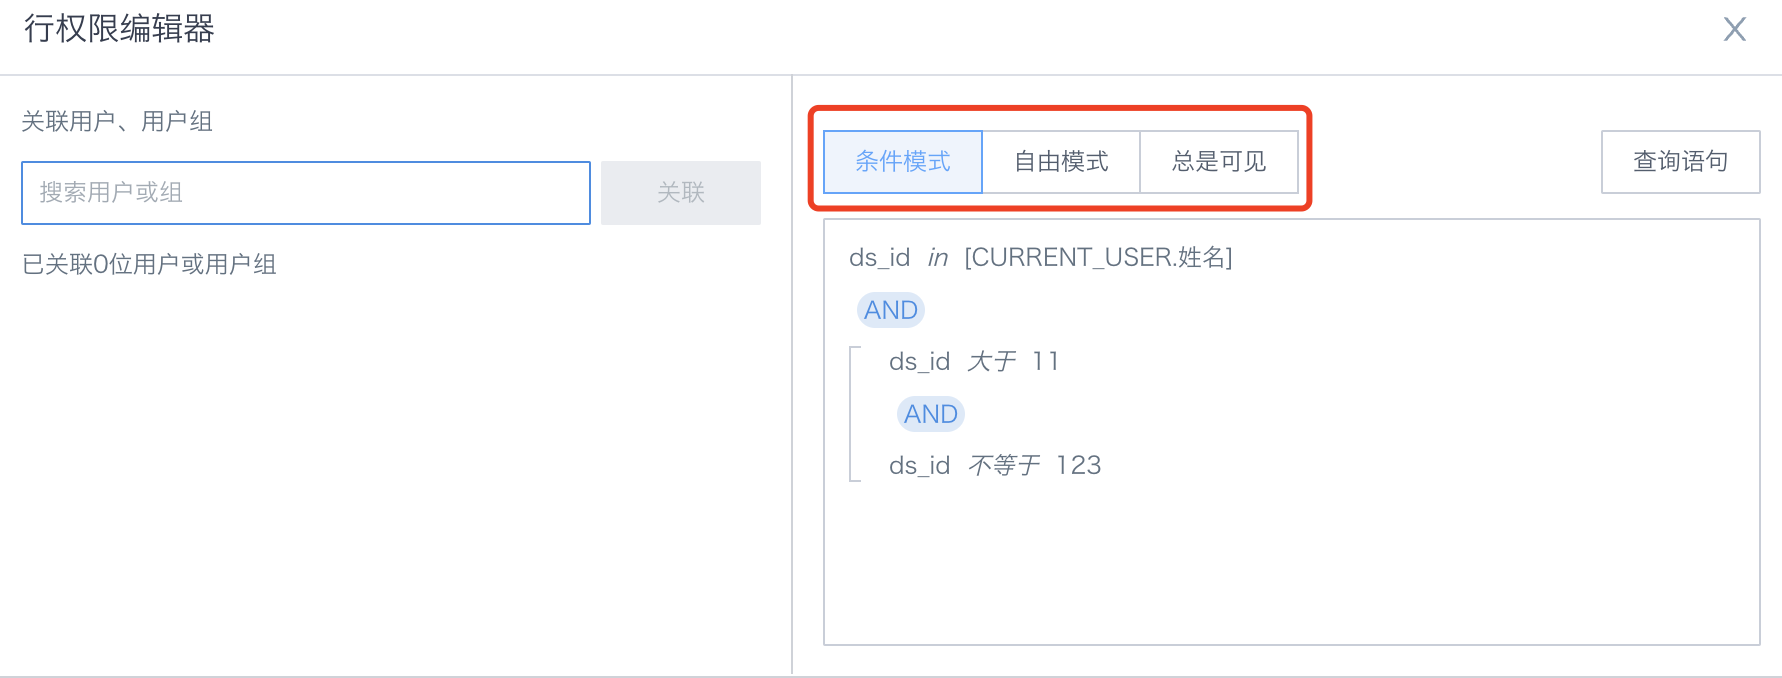 行权限编辑器
X
关联用户、用户组
搜索用户或组
关联
已关联0位用户或用户组
条件模式
自由模式
总是可见
查询语句
ds_id in [CURRENT_USER.姓名]
AND
ds_id 大于 11
AND
ds_id 不等于 123